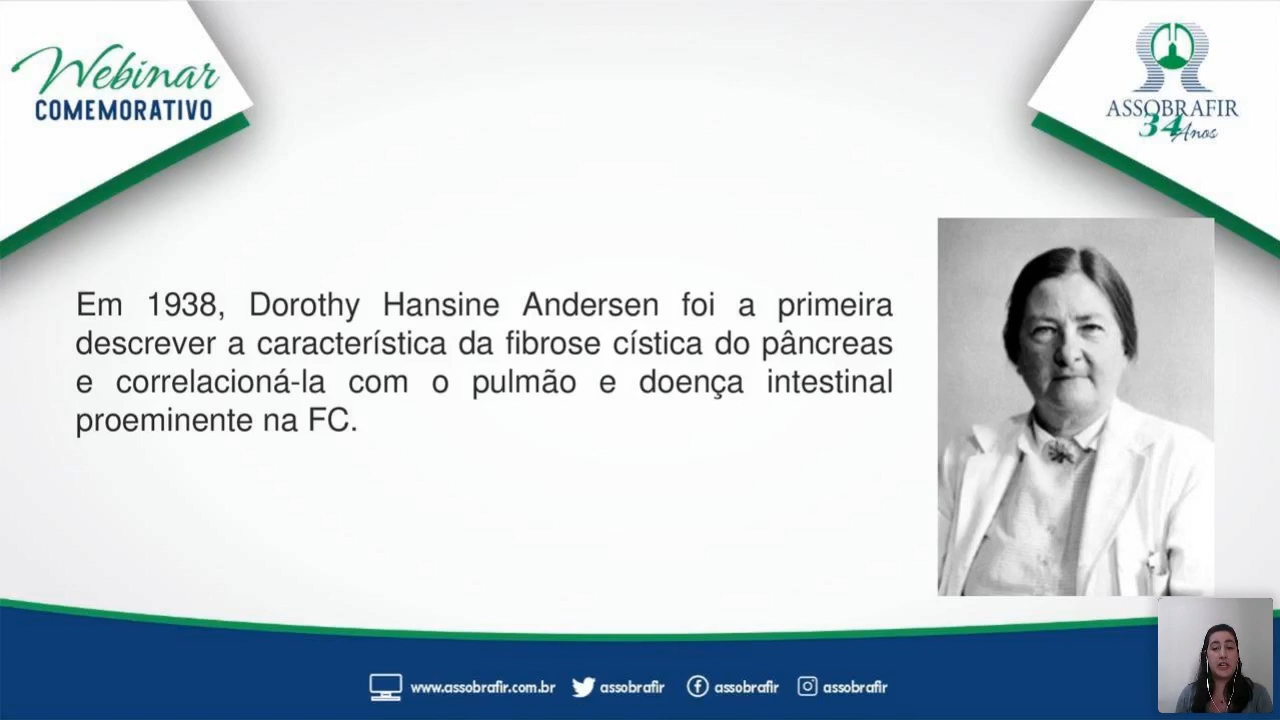 Webinar
COMEMORATIVO
ASSOBRAFIR
34 Anos
Em 1938, Dorothy Hansine Andersen foi a primeira
descrever a característica da fibrose cística do pâncreas
e correlacioná-la com o pulmão e doença intestinal
proeminente na FC.
www.assobrafir.com.br assobrafir assobrafir assobrafir